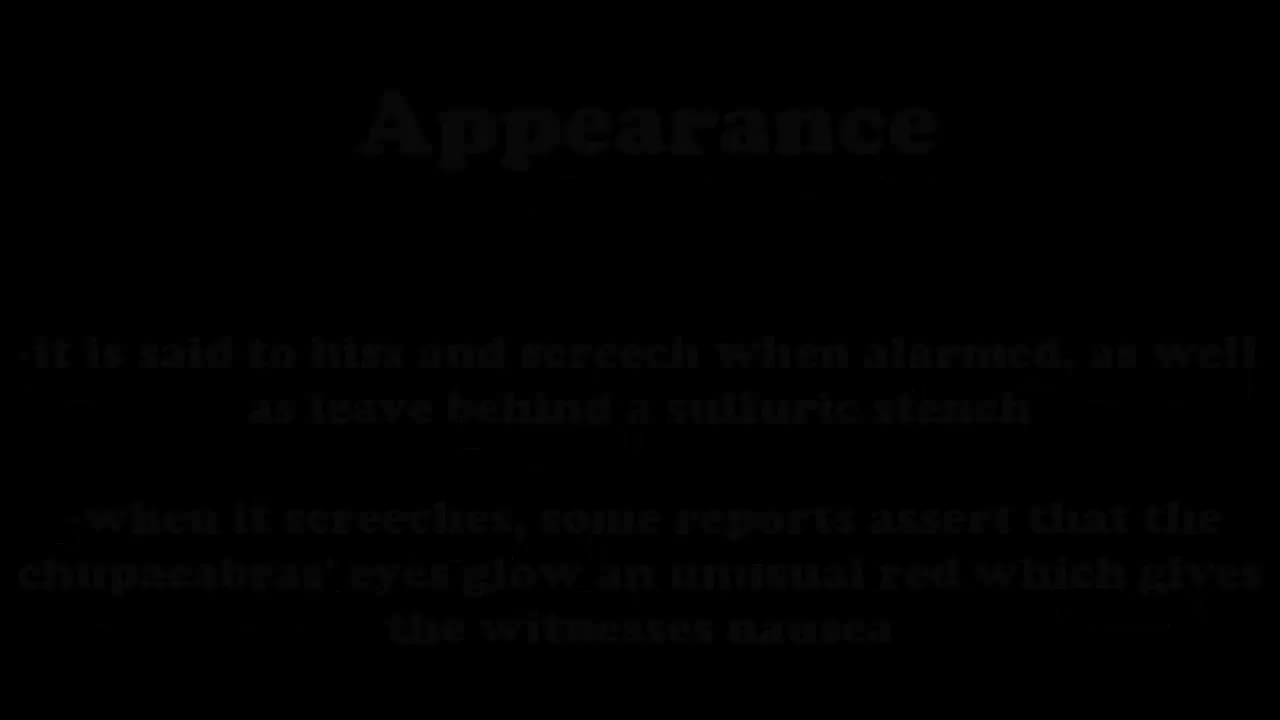 Appearance
-it is said to hiss and screech when alarmed, as well
as leave behind a sulfuric stench
-when it screeches, some reports assert that the
chupacabras' eyes glow an unusual red which gives
the witnesses nausea